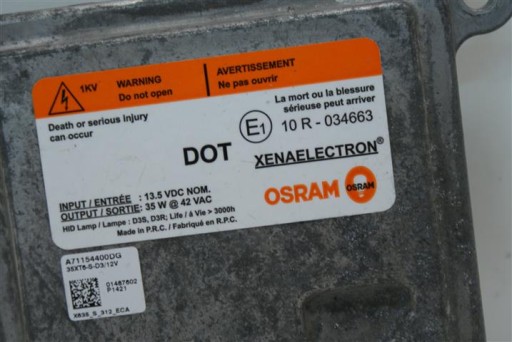 1KV WARNING
Do not open
AVERTISSEMENT
Ne pas ouvrir
Death or serious injury
can occur
La mort ou la blessure
sérieuse peut arriver
E1 10 R - 034663
DOT XENAELECTRON®
INPUT / ENTRÉE : 13.5 VDC NOM.
OUTPUT / SORTIE: 35 W @ 42 VAC
HID Lamp / Lampe : D3S, D3R; Life / à Vie > 3000h
Made in P.R.C. / Fabriqué en R.P.C.
OSRAM OSRAM
A71154400DG
35XT6-S-D3/12V
01487602
P1421
X635_S_312_ECA